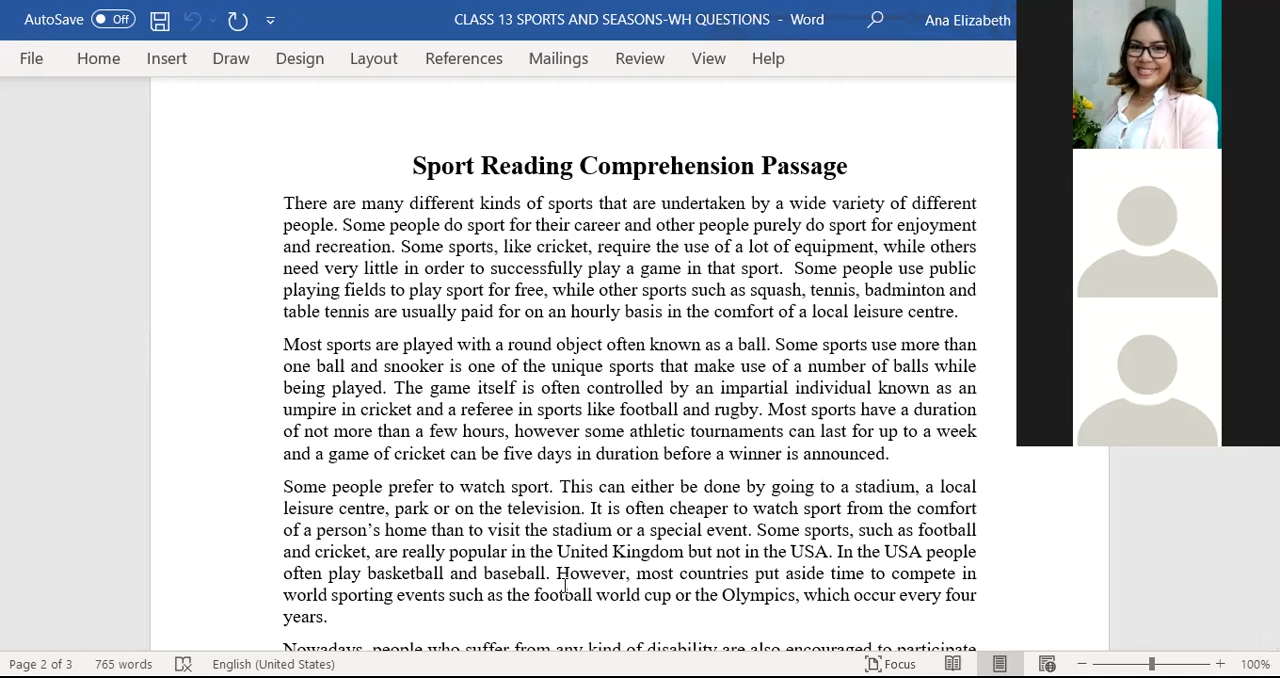 AutoSave Off CLASS 13 SPORTS AND SEASONS-WH QUESTIONS - Word Ana Elizabeth
File Home Insert Draw Design Layout References Mailings Review View Help
Sport Reading Comprehension Passage
There are many different kinds of sports that are undertaken by a wide variety of different
people. Some people do sport for their career and other people purely do sport for enjoyment
and recreation. Some sports, like cricket, require the use of a lot of equipment, while others
need very little in order to successfully play a game in that sport.  Some people use public
playing fields to play sport for free, while other sports such as squash, tennis, badminton and
table tennis are usually paid for on an hourly basis in the comfort of a local leisure centre.
Most sports are played with a round object often known as a ball. Some sports use more than
one ball and snooker is one of the unique sports that make use of a number of balls while
being played. The game itself is often controlled by an impartial individual known as an
umpire in cricket and a referee in sports like football and rugby. Most sports have a duration
of not more than a few hours, however some athletic tournaments can last for up to a week
and a game of cricket can be five days in duration before a winner is announced.
Some people prefer to watch sport. This can either be done by going to a stadium, a local
leisure centre, park or on the television. It is often cheaper to watch sport from the comfort
of a person’s home than to visit the stadium or a special event. Some sports, such as football
and cricket, are really popular in the United Kingdom but not in the USA. In the USA people
often play basketball and baseball. However, most countries put aside time to compete in
world sporting events such as the football world cup or the Olympics, which occur every four
years.
Nowadays, people who suffer from any kind of disability are also encouraged to participate
Page 2 of 3 765 words English (United States) Focus 100%